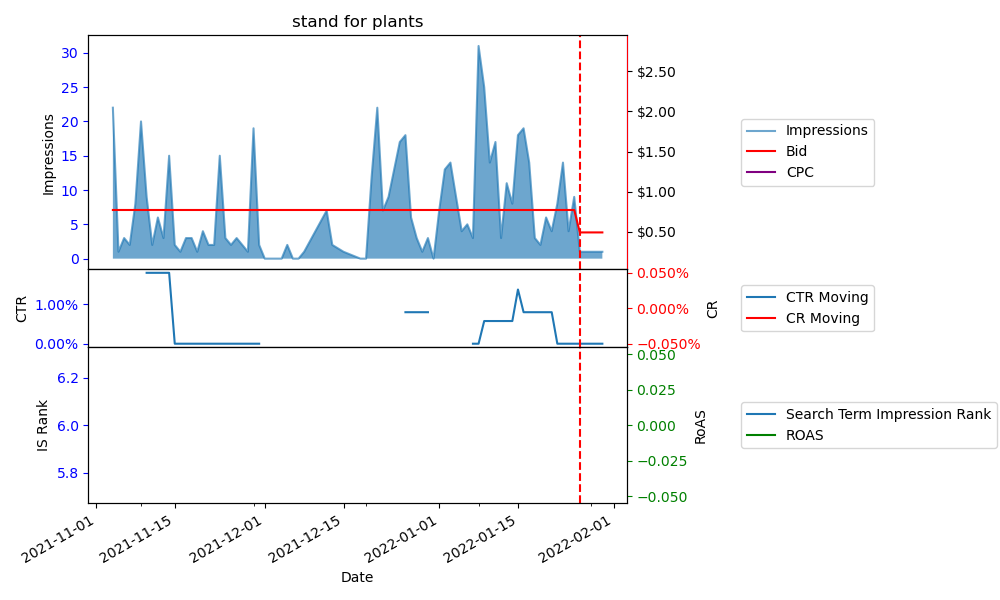 stand for plants
30
25
20
15
10
5
0
Impressions
$2.50
$2.00
$1.50
$1.00
$0.50
Impressions
Bid
CPC
1.00%
0.00%
CTR
0.050%
0.000%
−0.050%
CR
CTR Moving
CR Moving
6.2
6.0
5.8
IS Rank
0.050
0.025
0.000
−0.025
−0.050
RoAS
Search Term Impression Rank
ROAS
2021-11-01
2021-11-15
2021-12-01
2021-12-15
2022-01-01
2022-01-15
2022-02-01
Date